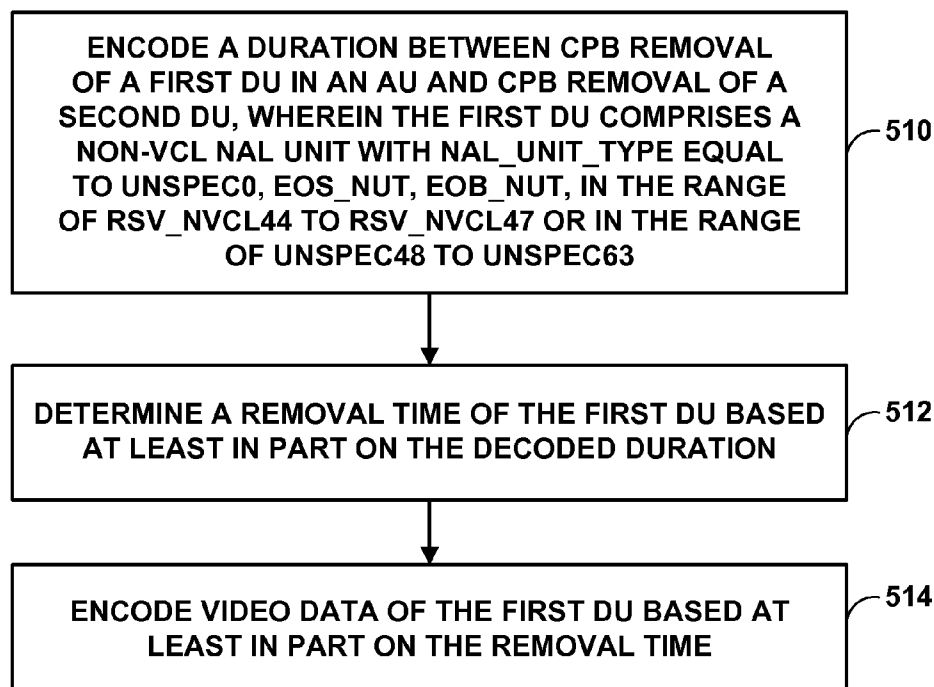 ENCODE A DURATION BETWEEN CPB REMOVAL
OF A FIRST DU IN AN AU AND CPB REMOVAL OF A
SECOND DU, WHEREIN THE FIRST DU COMPRISES A
NON-VCL NAL UNIT WITH NAL_UNIT_TYPE EQUAL
TO UNSPEC0, EOS_NUT, EOB_NUT, IN THE RANGE
OF RSV_NVCL44 TO RSV_NVCL47 OR IN THE RANGE
OF UNSPEC48 TO UNSPEC63
510
DETERMINE A REMOVAL TIME OF THE FIRST DU BASED
AT LEAST IN PART ON THE DECODED DURATION
512
ENCODE VIDEO DATA OF THE FIRST DU BASED AT
LEAST IN PART ON THE REMOVAL TIME
514